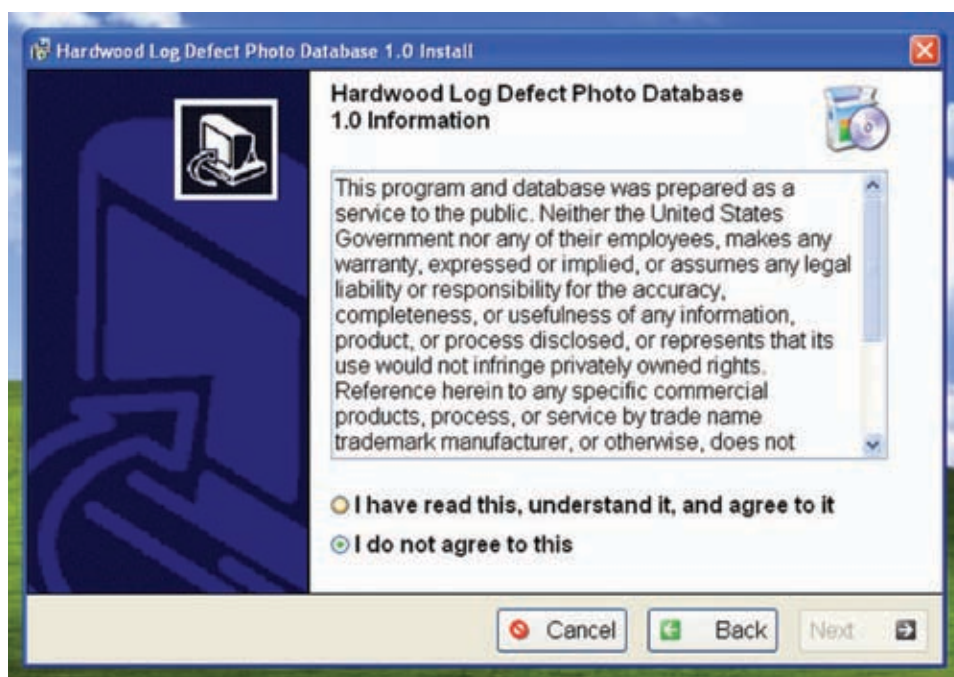 Hardwood Log Defect Photo Database 1.0 Install
Hardwood Log Defect Photo Database
1.0 Information
This program and database was prepared as a
service to the public. Neither the United States
Government nor any of their employees, makes any
warranty, expressed or implied, or assumes any legal
liability or responsibility for the accuracy,
completeness, or usefulness of any information,
product, or process disclosed, or represents that its
use would not infringe privately owned rights.
Reference herein to any specific commercial
products, process, or service by trade name
trademark manufacturer, or otherwise, does not
I have read this, understand it, and agree to it
I do not agree to this
Cancel Back Next